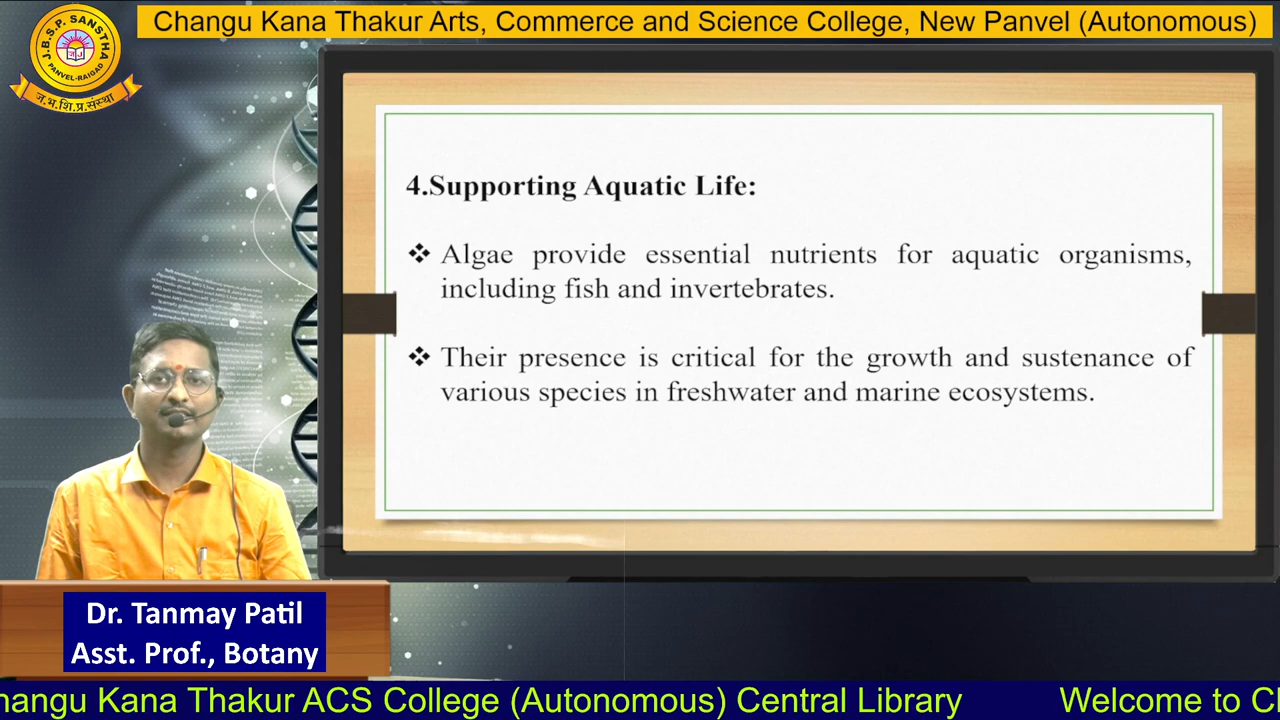 Changu Kana Thakur Arts, Commerce and Science College, New Panvel (Autonomous)
J.B.S.P. SANSTHA
PANVEL-RAIGAD
ज.भ.शि.प्र.संस्था
4.Supporting Aquatic Life:
❖ Algae provide essential nutrients for aquatic organisms,
including fish and invertebrates.
❖ Their presence is critical for the growth and sustenance of
various species in freshwater and marine ecosystems.
Dr. Tanmay Patil
Asst. Prof., Botany
hangu Kana Thakur ACS College (Autonomous) Central Library Welcome to C